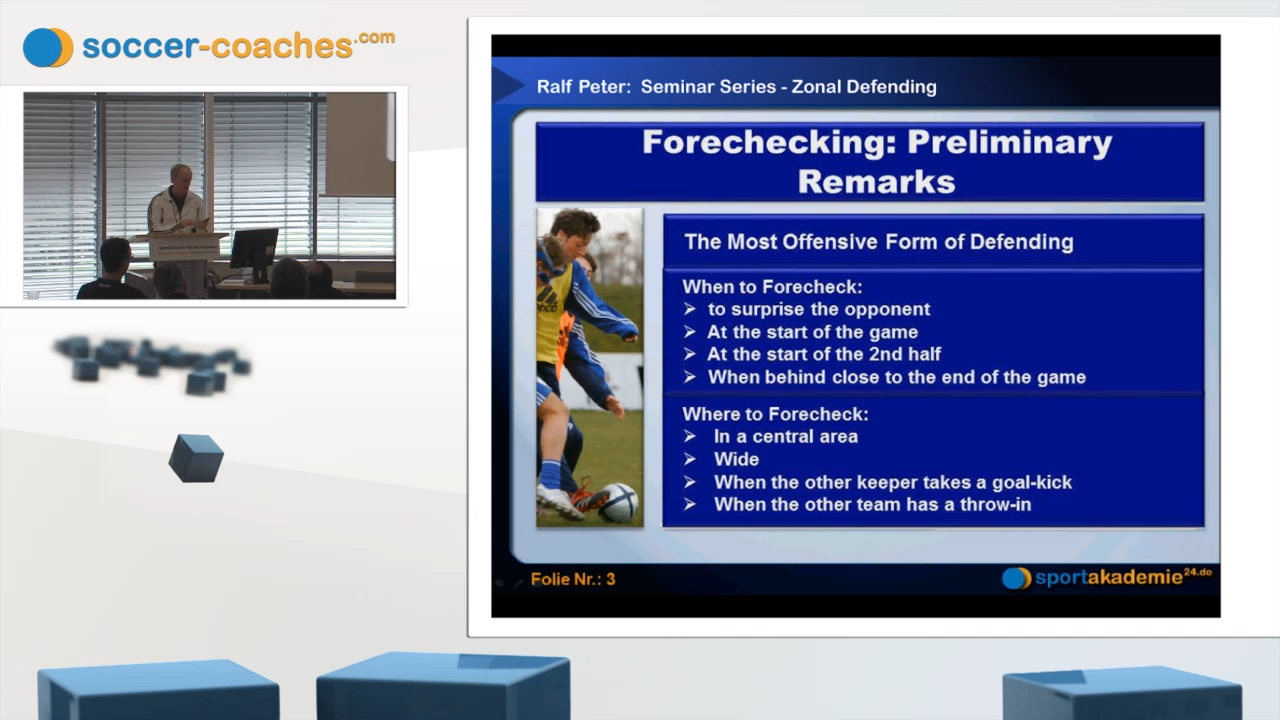 soccer-coaches.com
Ralf Peter: Seminar Series - Zonal Defending
Forechecking: Preliminary
Remarks
The Most Offensive Form of Defending
When to Forecheck:
➢ to surprise the opponent
➢ At the start of the game
➢ At the start of the 2nd half
➢ When behind close to the end of the game
Where to Forecheck:
➢ In a central area
➢ Wide
➢ When the other keeper takes a goal-kick
➢ When the other team has a throw-in
Folie Nr.: 3
sportakademie24.de